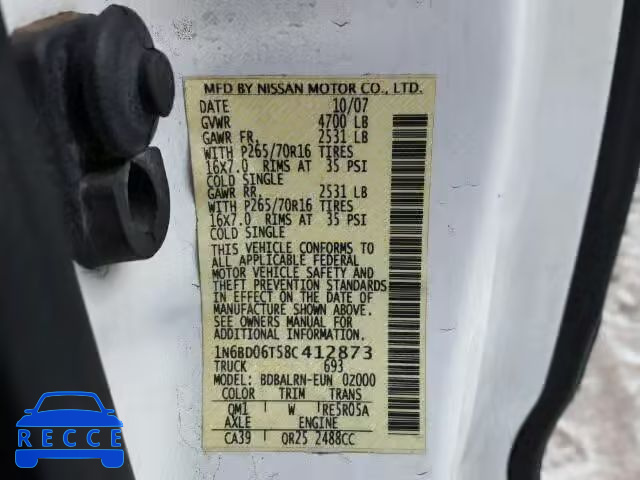 MFD BY NISSAN MOTOR CO., LTD.
DATE 10/07
GVWR 4700 LB
GAWR FR. 2531 LB
WITH P265/70R16 TIRES
16X7.0 RIMS AT 35 PSI
COLD SINGLE
GAWR RR. 2531 LB
WITH P265/70R16 TIRES
16X7.0 RIMS AT 35 PSI
COLD SINGLE
THIS VEHICLE CONFORMS TO
ALL APPLICABLE FEDERAL
MOTOR VEHICLE SAFETY AND
THEFT PREVENTION STANDARDS
IN EFFECT ON THE DATE OF
MANUFACTURE SHOWN ABOVE.
SEE OWNERS MANUAL FOR
ADDITIONAL INFORMATION.
1N6BD06T58C412873
TRUCK 693
MODEL: BDBALRN-EUN 02000
COLOR TRIM TRANS
QM1 W RE5R05A
AXLE ENGINE
CA39 QR25 2488CC
RECCE